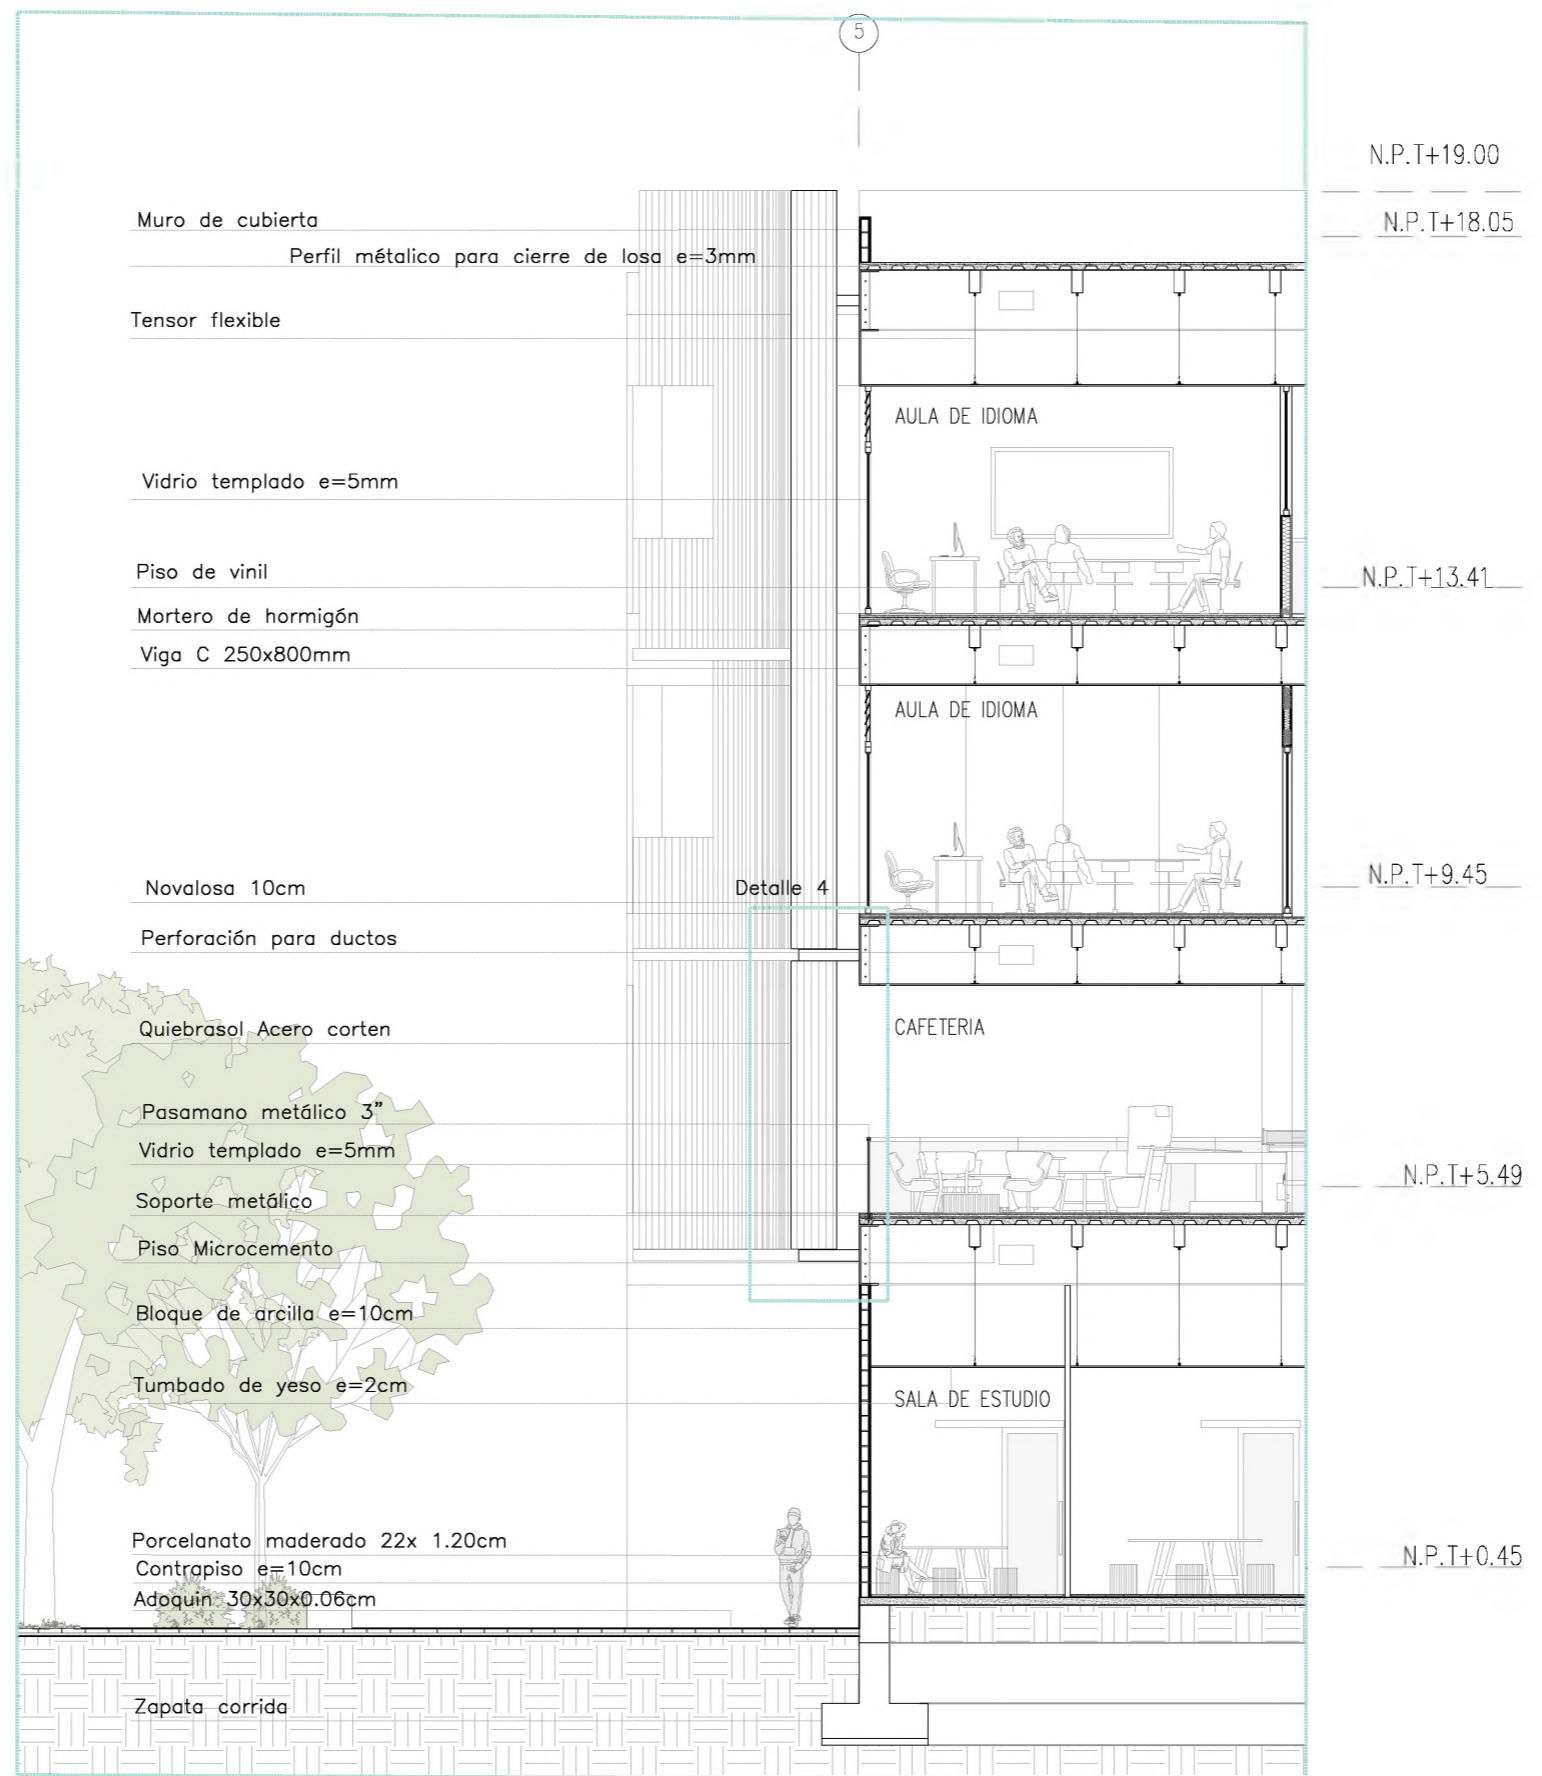 5
N.P.T+19.00
Muro de cubierta
N.P.T+18.05
Perfil métalico para cierre de losa e=3mm
Tensor flexible
AULA DE IDIOMA
Vidrio templado e=5mm
Piso de vinil
N.P.T+13.41
Mortero de hormigón
Viga C 250x800mm
AULA DE IDIOMA
N.P.T+9.45
Novalosa 10cm
Detalle 4
Perforación para ductos
Quiebrasol Acero corten
CAFETERIA
Pasamano metálico 3”
Vidrio templado e=5mm
N.P.T+5.49
Soporte metálico
Piso Microcemento
Bloque de arcilla e=10cm
Tumbado de yeso e=2cm
SALA DE ESTUDIO
Porcelanato maderado 22x 1.20cm
N.P.T+0.45
Contrapiso e=10cm
Adoquin 30x30x0.06cm
Zapata corrida